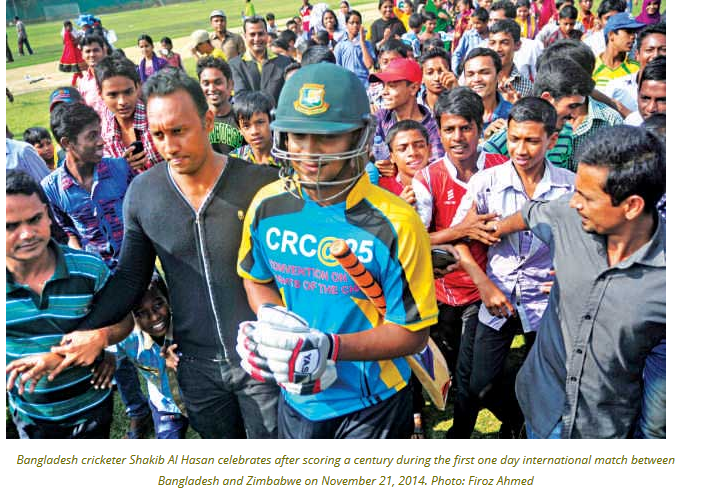 CRC@25
CONVENTION ON
OF THE
YAS
Bangladesh cricketer Shakib Al Hasan celebrates after scoring a century during the first one day international match between
Bangladesh and Zimbabwe on November 21, 2014. Photo: Firoz Ahmed